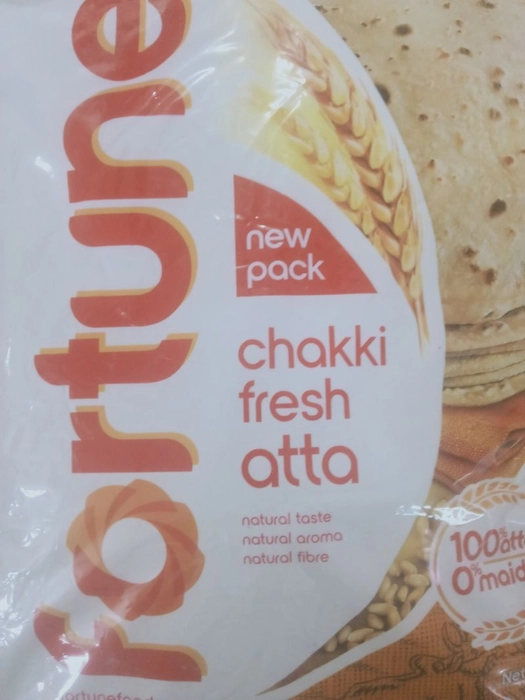 fortune
new
pack
chakki
fresh
atta
natural taste
natural aroma
natural fibre
100% atta
0% maida